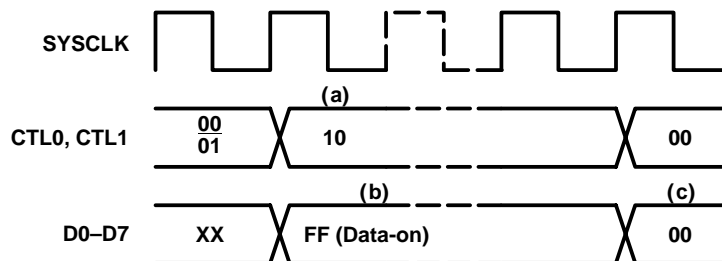 SYSCLK
(a)
CTL0, CTL1
00
01
10
00
(b)
(c)
D0–D7
XX
FF (Data-on)
00